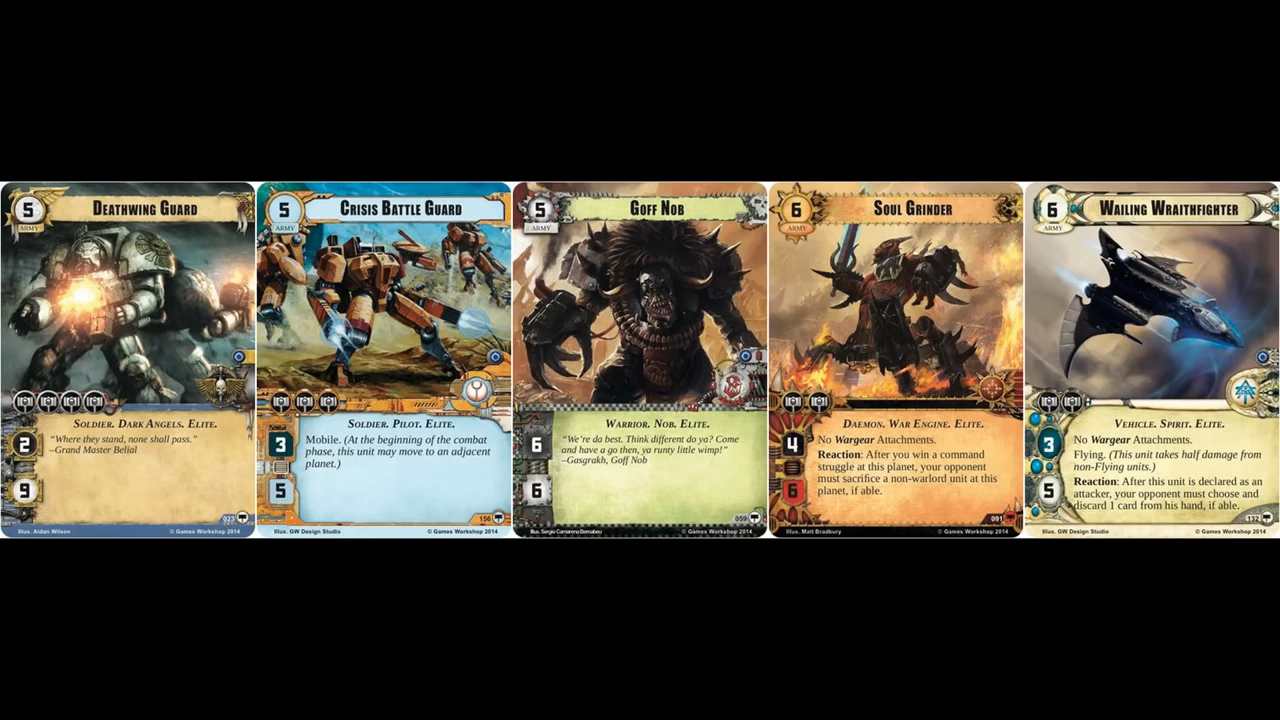 5
ARMY
DEATHWING GUARD
SOLDIER. DARK ANGELS. ELITE.
"Where they stand, none shall pass."
–Grand Master Belial
2
9
023
Illus. Aidan Wilson
© Games Workshop 2014
5
ARMY
CRISIS BATTLE GUARD
SOLDIER. PILOT. ELITE.
Mobile. (At the beginning of the combat
phase, this unit may move to an adjacent
planet.)
3
5
156
Illus. GW Design Studio
© Games Workshop 2014
5
ARMY
GOFF NOB
WARRIOR. NOB. ELITE.
"We're da best. Think different do ya? Come
and have a go then, ya runty little wimp!"
–Gasgrakh, Goff Nob
6
6
059
Illus. Sergio Camarena Bernabeu
© Games Workshop 2014
6
ARMY
SOUL GRINDER
DAEMON. WAR ENGINE. ELITE.
No Wargear Attachments.
Reaction: After you win a command
struggle at this planet, your opponent
must sacrifice a non-warlord unit at this
planet, if able.
4
6
091
Illus. Matt Bradbury
© Games Workshop 2014
6
ARMY
WAILING WRAITHFIGHTER
VEHICLE. SPIRIT. ELITE.
No Wargear Attachments.
Flying. (This unit takes half damage from
non-Flying units.)
Reaction: After this unit is declared as an
attacker, your opponent must choose and
discard 1 card from his hand, if able.
3
5
132
Illus. GW Design Studio
© Games Workshop 2014